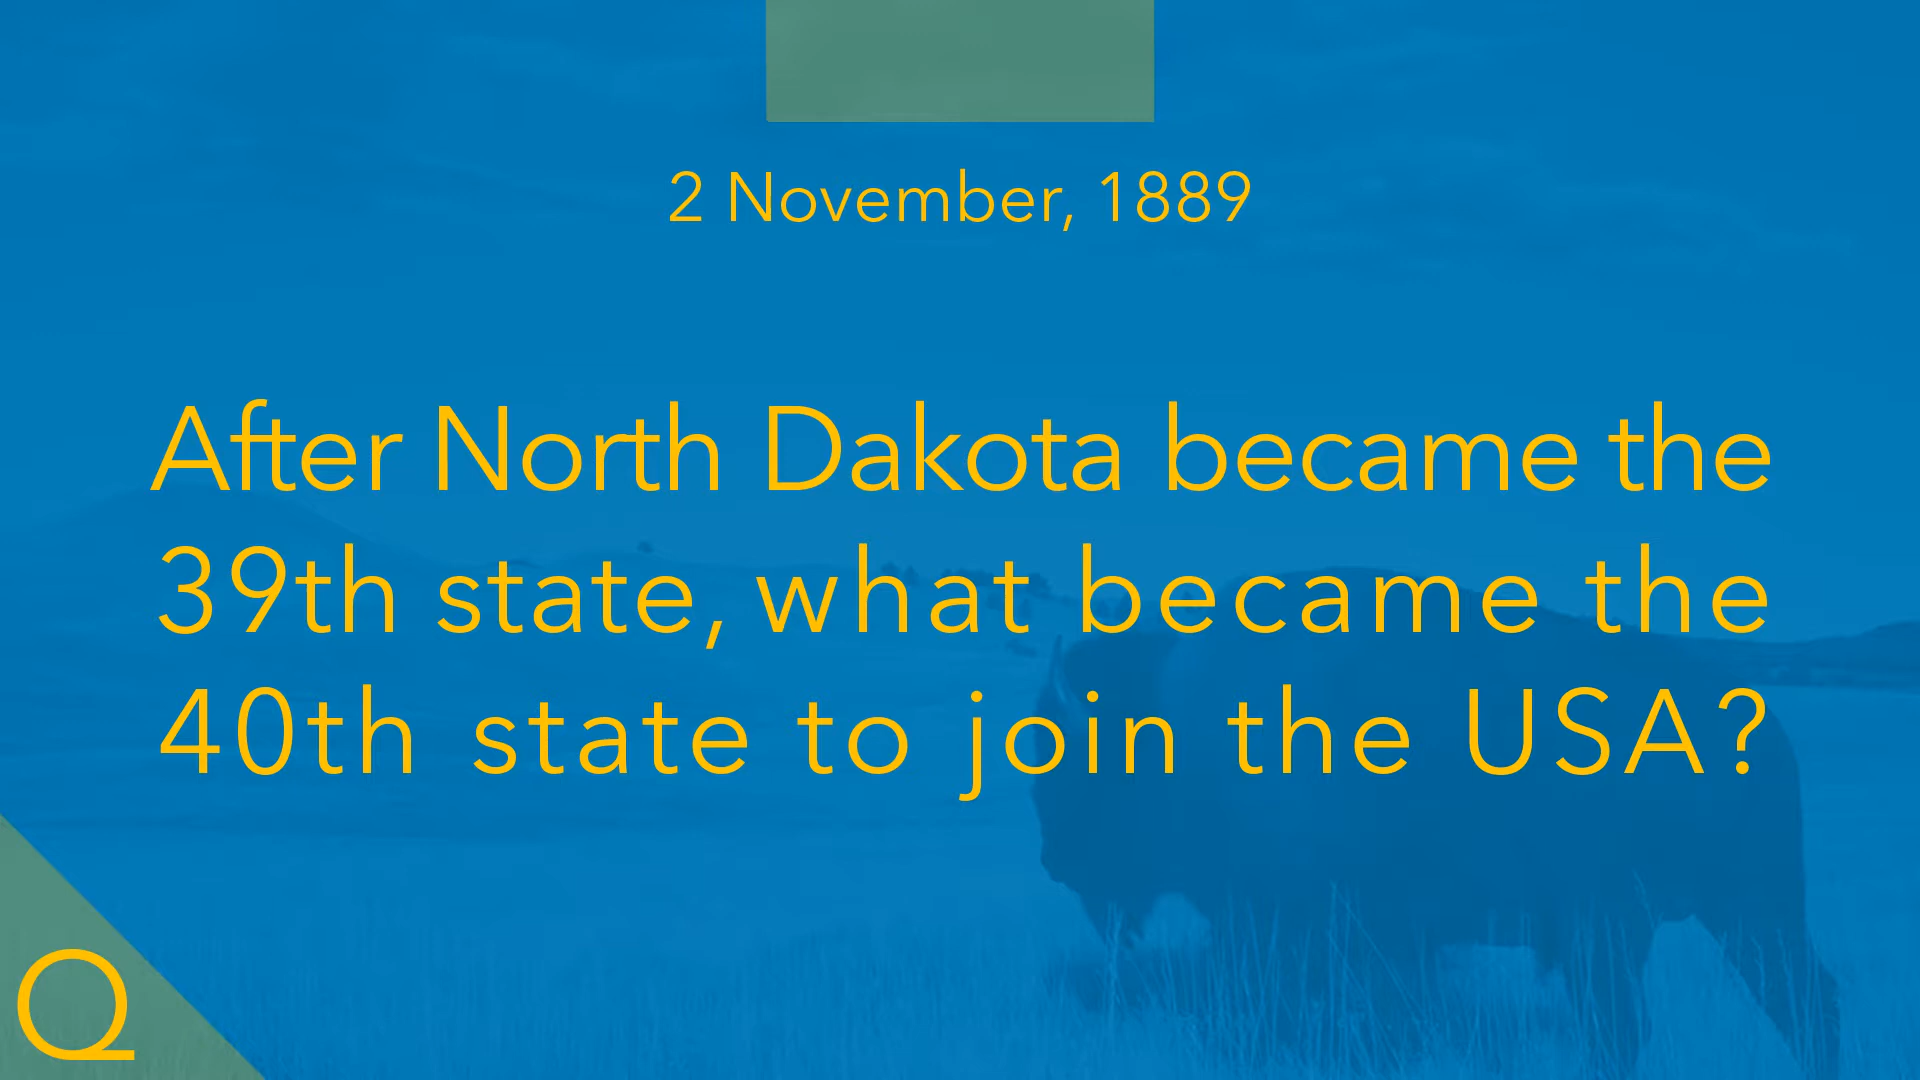 2 November, 1889
After North Dakota became the
39th state, what became the
40th state to join the USA?
Q